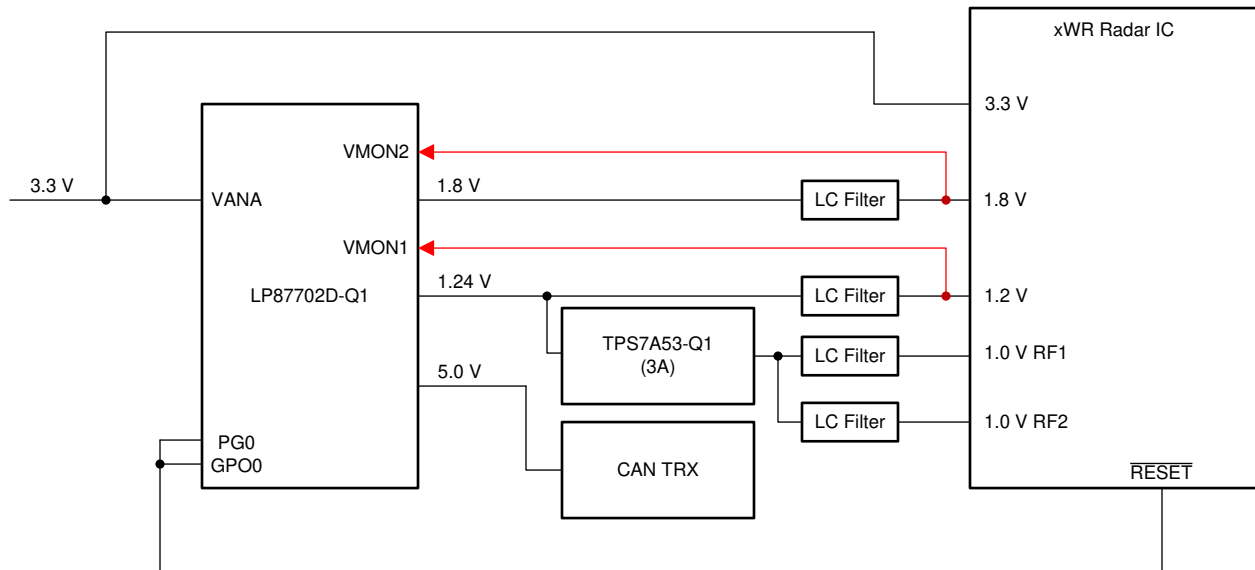 xWR Radar IC
3.3 V
VMON2
3.3 V
VANA
1.8 V
LC Filter
1.8 V
VMON1
LP87702D-Q1
1.24 V
LC Filter
1.2 V
TPS7A53-Q1
(3A)
LC Filter
1.0 V RF1
5.0 V
LC Filter
1.0 V RF2
PG0
GPO0
CAN TRX
RESET